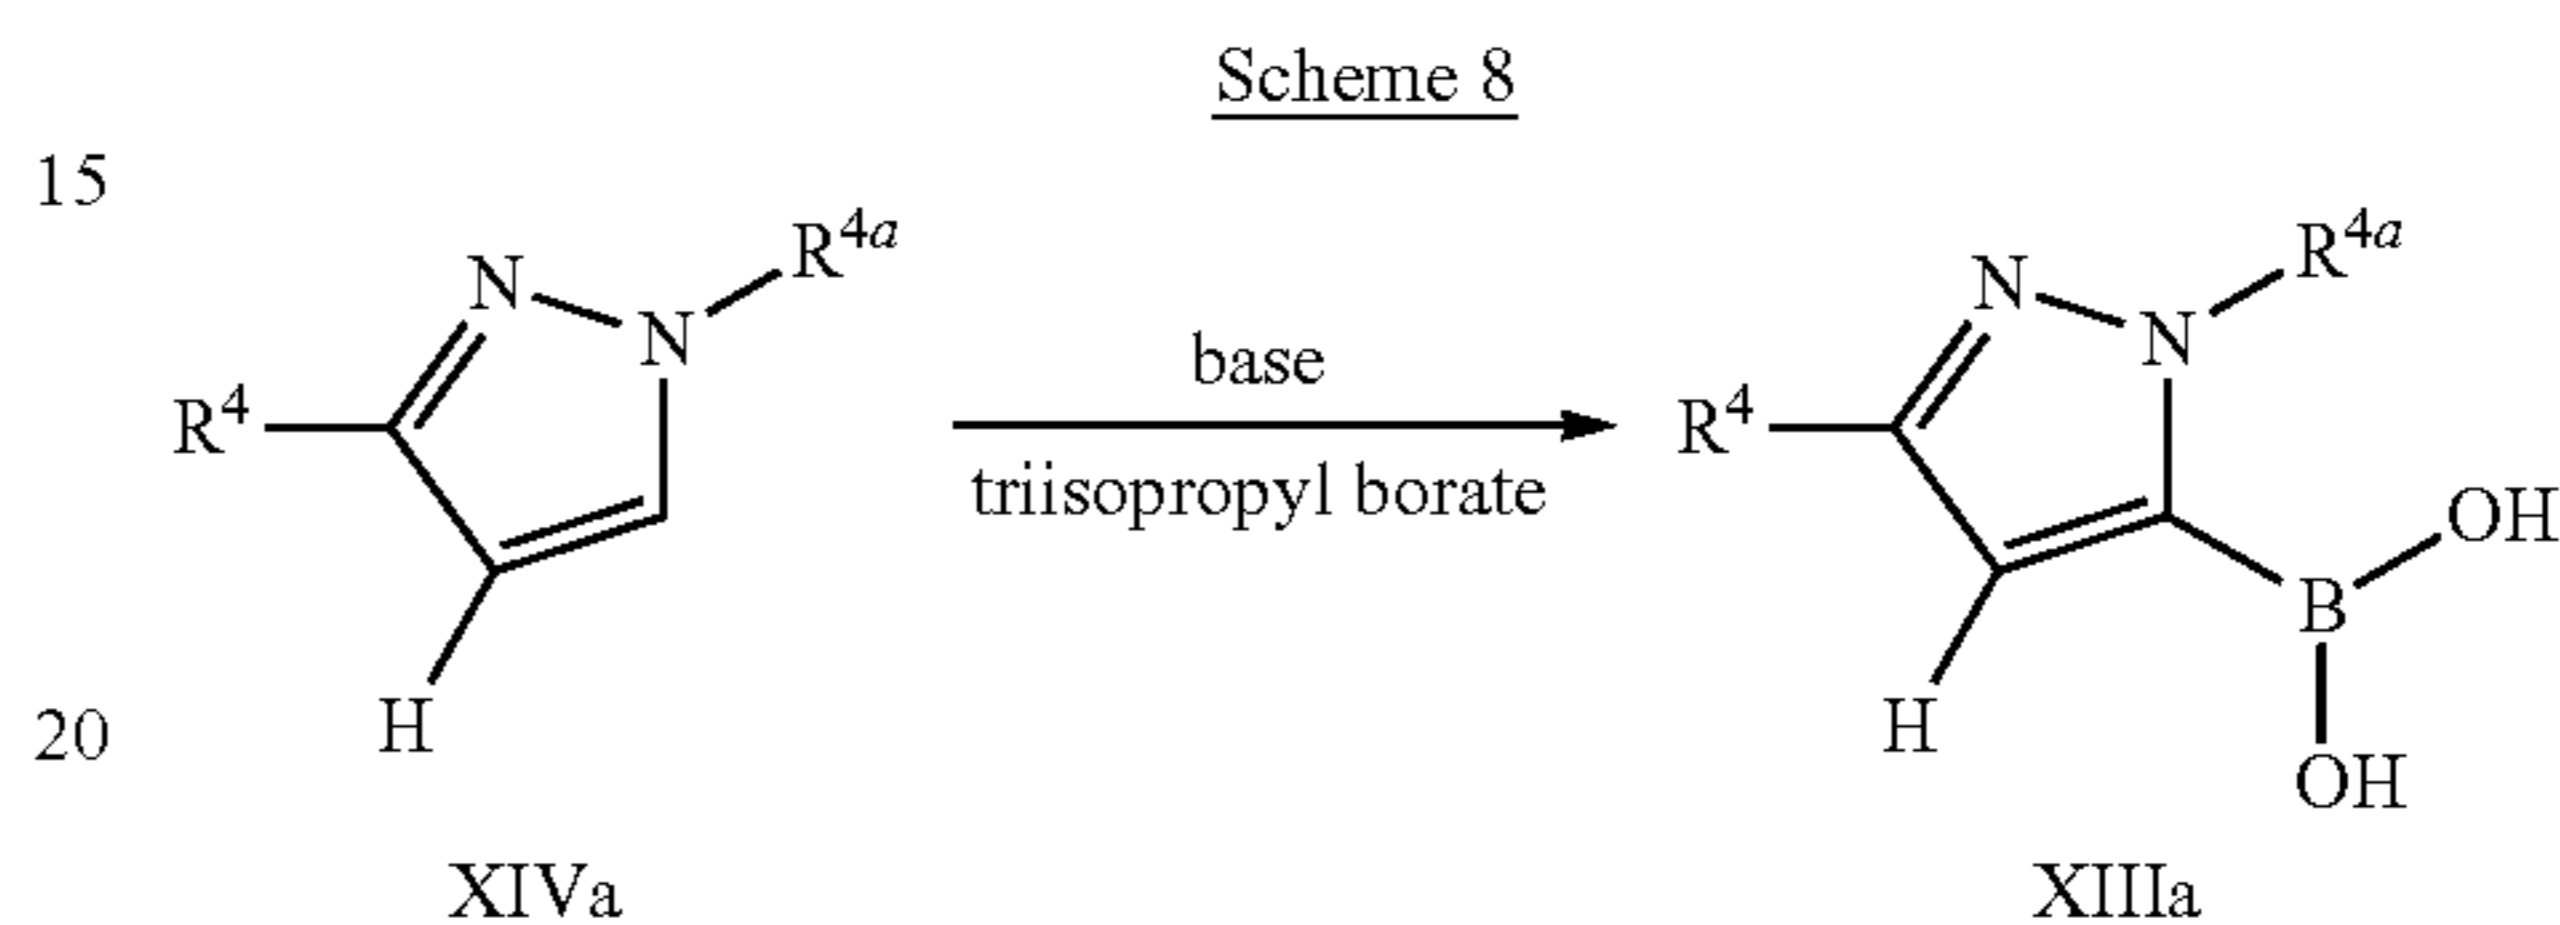 Scheme 8
15
R4a
N
N
R4
H
XIVa
base
triisopropyl borate
R4a
N
N
R4
OH
B
H
OH
XIIIa
20